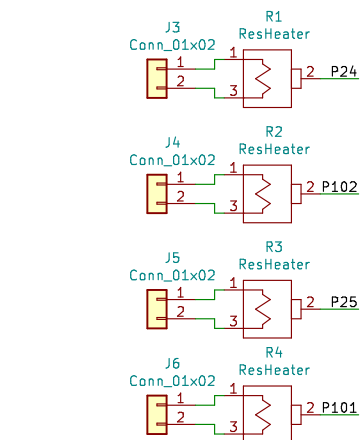 R1
J3
ResHeater
Conn_01x02
1
1
2 P24
2
3
R2
J4
ResHeater
Conn_01x02
1
1
2 P102
2
3
R3
J5
ResHeater
Conn_01x02
1
1
2 P25
2
3
R4
J6
ResHeater
Conn_01x02
1
1
2 P101
2
3